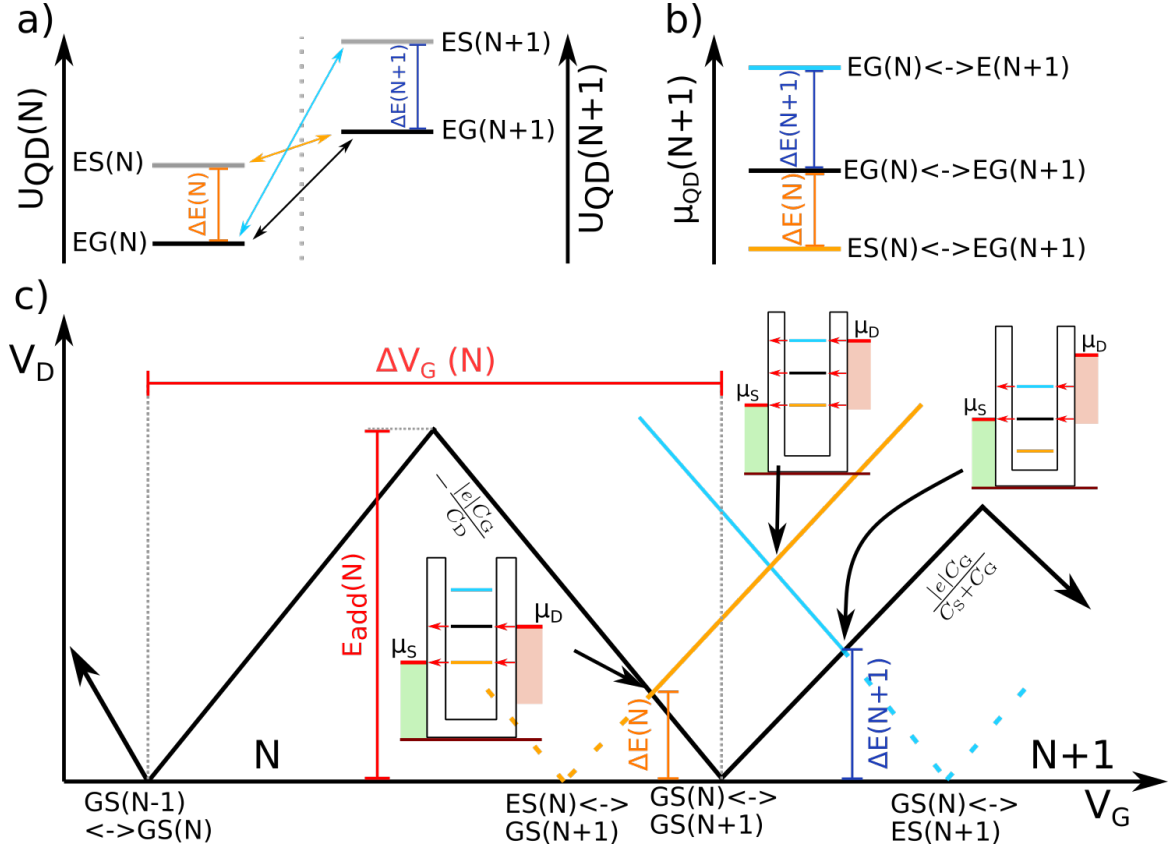 a)
b)
U_QD(N)
ES(N+1)
ΔE(N+1)
EG(N+1)
ES(N)
ΔE(N)
EG(N)
U_QD(N+1)
μ_QD(N+1)
EG(N)<->E(N+1)
ΔE(N+1)
EG(N)<->EG(N+1)
ΔE(N)
ES(N)<->EG(N+1)
c)
V_D
ΔV_G (N)
μ_D
μ_S
μ_D
μ_S
E_add(N)
-|e|C_G/C_D
|e|C_G/C_S+C_G
μ_D
μ_S
ΔE(N)
ΔE(N+1)
N
N+1
GS(N-1)
<->GS(N)
ES(N)<->
GS(N+1)
GS(N)<->
GS(N+1)
GS(N)<->
ES(N+1)
V_G